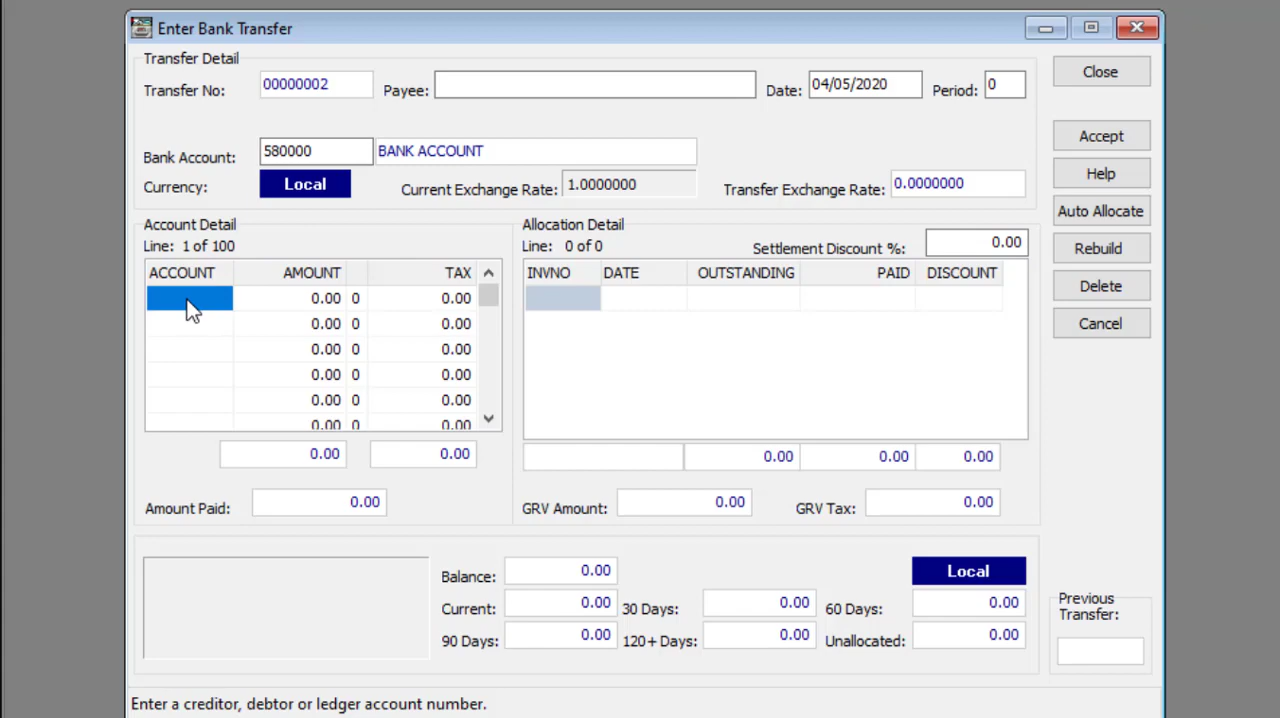 Enter Bank Transfer
Transfer Detail
Transfer No: 00000002 Payee: Date: 04/05/2020 Period: 0
Bank Account: 580000 BANK ACCOUNT
Currency: Local Current Exchange Rate: 1.0000000 Transfer Exchange Rate: 0.0000000
Close
Accept
Help
Auto Allocate
Rebuild
Delete
Cancel
Account Detail
Line: 1 of 100
ACCOUNT AMOUNT TAX
0.00 0 0.00
0.00 0 0.00
0.00 0 0.00
0.00 0 0.00
0.00 0 0.00
0.00 0 0.00
0.00 0.00
Amount Paid: 0.00
Allocation Detail
Line: 0 of 0 Settlement Discount %: 0.00
INVNO DATE OUTSTANDING PAID DISCOUNT
0.00 0.00 0.00
GRV Amount: 0.00 GRV Tax: 0.00
Balance: 0.00 Local
Current: 0.00 30 Days: 0.00 60 Days: 0.00
90 Days: 0.00 120+ Days: 0.00 Unallocated: 0.00
Previous
Transfer:
Enter a creditor, debtor or ledger account number.